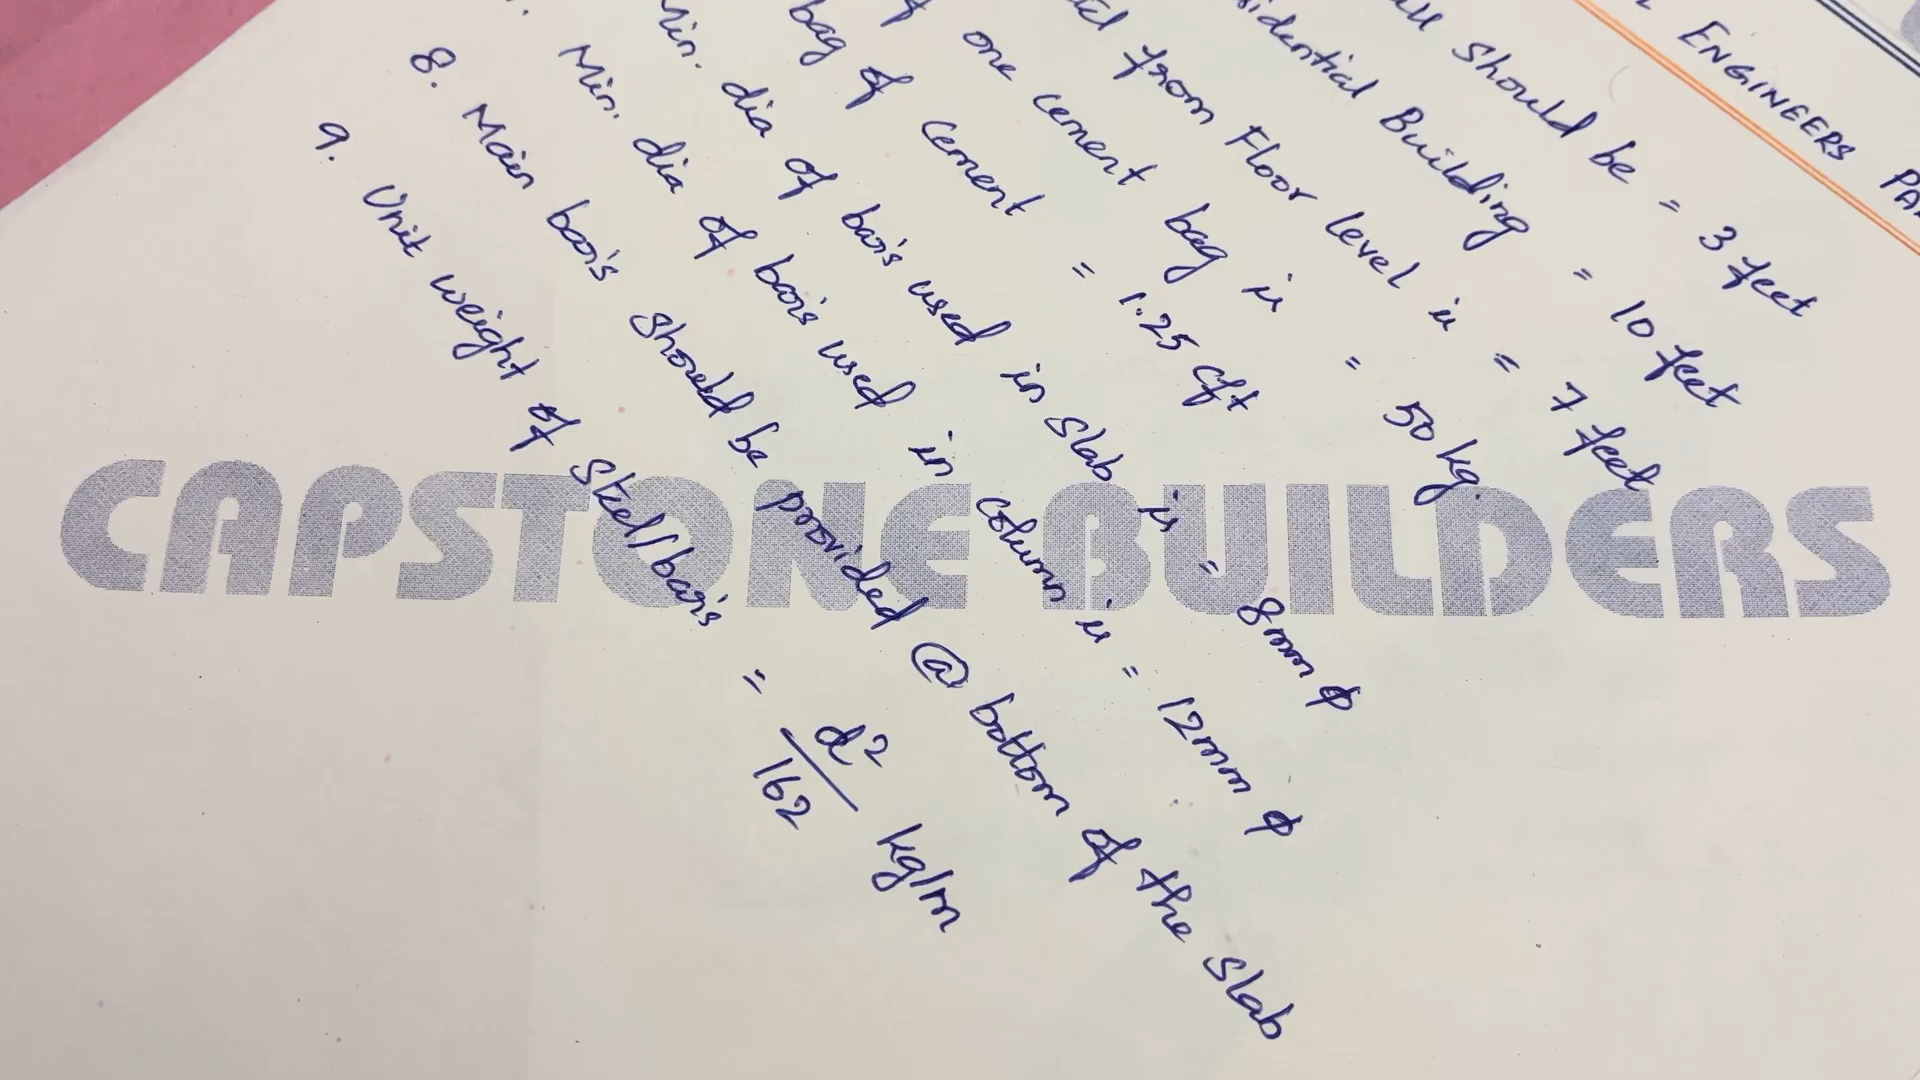 ENGINEERS
should be = 3 feet
Building = 10 feet
from Floor level is = 7 feet
one cement bag is = 50 kg.
bag of cement = 1.25 cft
Min. dia of bars used in slab is = 8mm ϕ
Min. dia of bars used in column is = 12mm ϕ
8. Main bars should be provided @ bottom of the slab
9. Unit weight of steel/bars = d²/162 kg/m
CAPSTONE BUILDERS